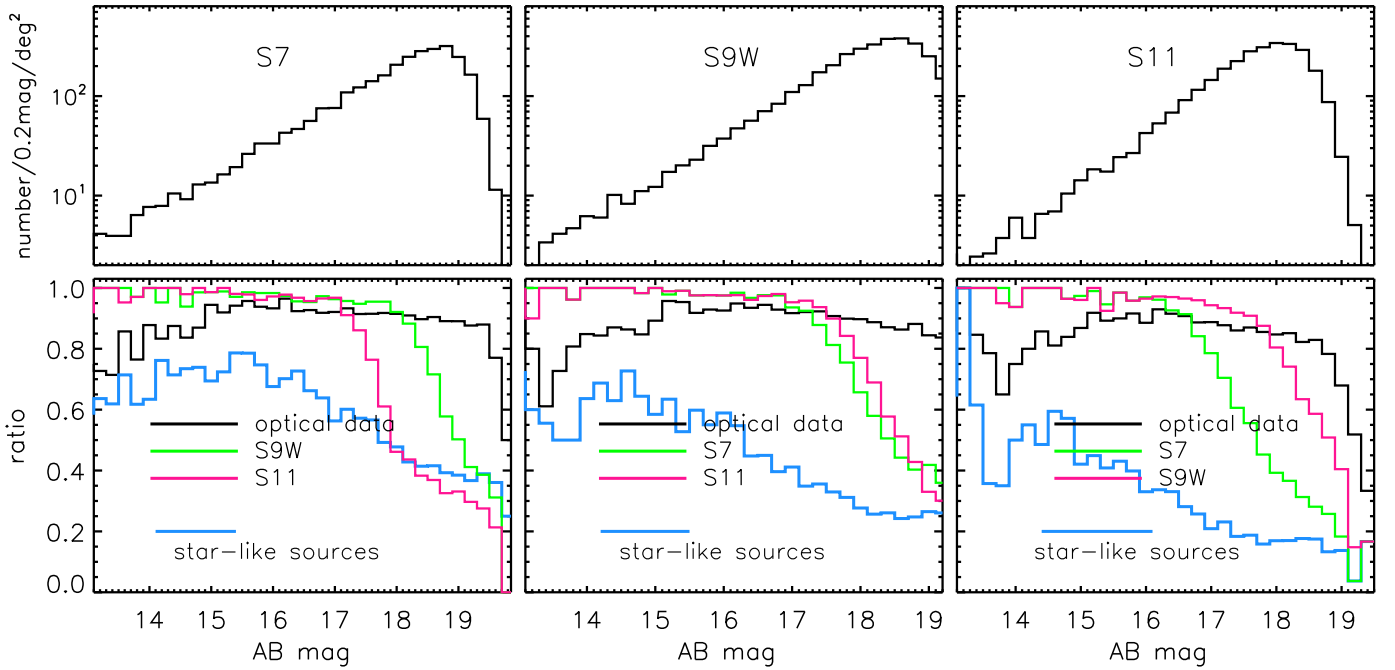 number/0.2mag/deg²
10²
10¹
S7
S9W
S11
ratio
1.0
0.8
0.6
0.4
0.2
0.0
optical data
S9W
S11
star-like sources
optical data
S7
S11
star-like sources
optical data
S7
S9W
star-like sources
14 15 16 17 18 19
14 15 16 17 18 19
14 15 16 17 18 19
AB mag
AB mag
AB mag